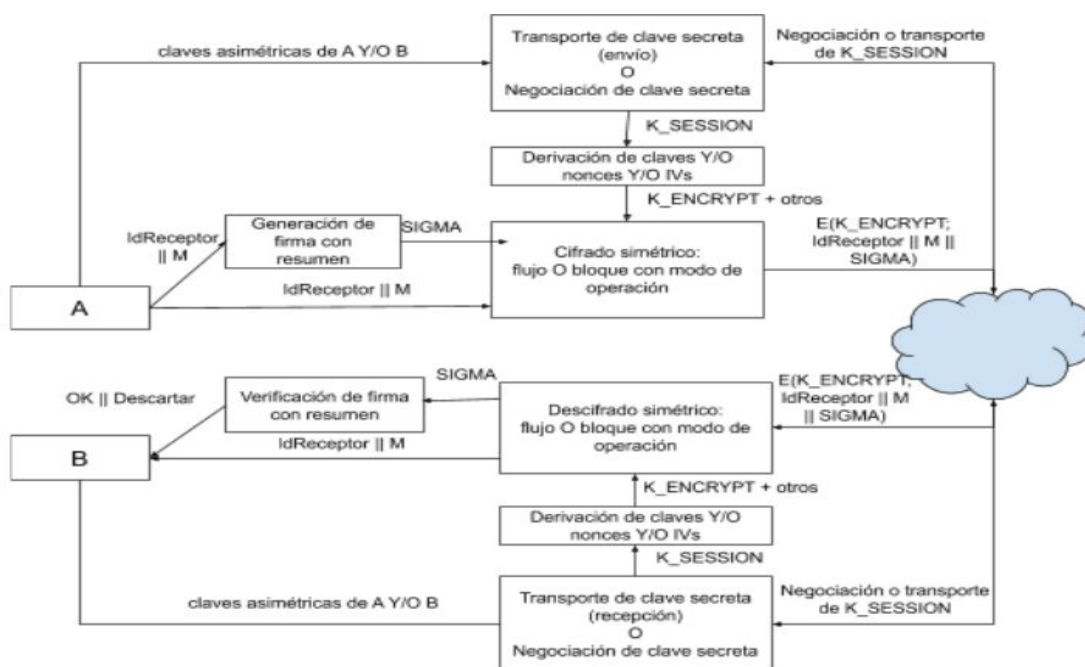 claves asimétricas de A Y/O B
Transporte de clave secreta
(envío)
O
Negociación de clave secreta
Negociación o transporte
de K_SESSION
K_SESSION
Derivación de claves Y/O
nonces Y/O IVs
K_ENCRYPT + otros
IdReceptor
|| M
Generación de
firma con
resumen
SIGMA
Cifrado simétrico:
flujo O bloque con modo de
operación
E(K_ENCRYPT;
IdReceptor || M ||
SIGMA)
IdReceptor || M
A
OK || Descartar
Verificación de firma
con resumen
SIGMA
Descifrado simétrico:
flujo O bloque con modo de
operación
E(K_ENCRYPT;
IdReceptor || M
|| SIGMA)
IdReceptor || M
B
K_ENCRYPT + otros
Derivación de claves Y/O
nonces Y/O IVs
K_SESSION
claves asimétricas de A Y/O B
Transporte de clave secreta
(recepción)
O
Negociación de clave secreta
Negociación o transporte
de K_SESSION